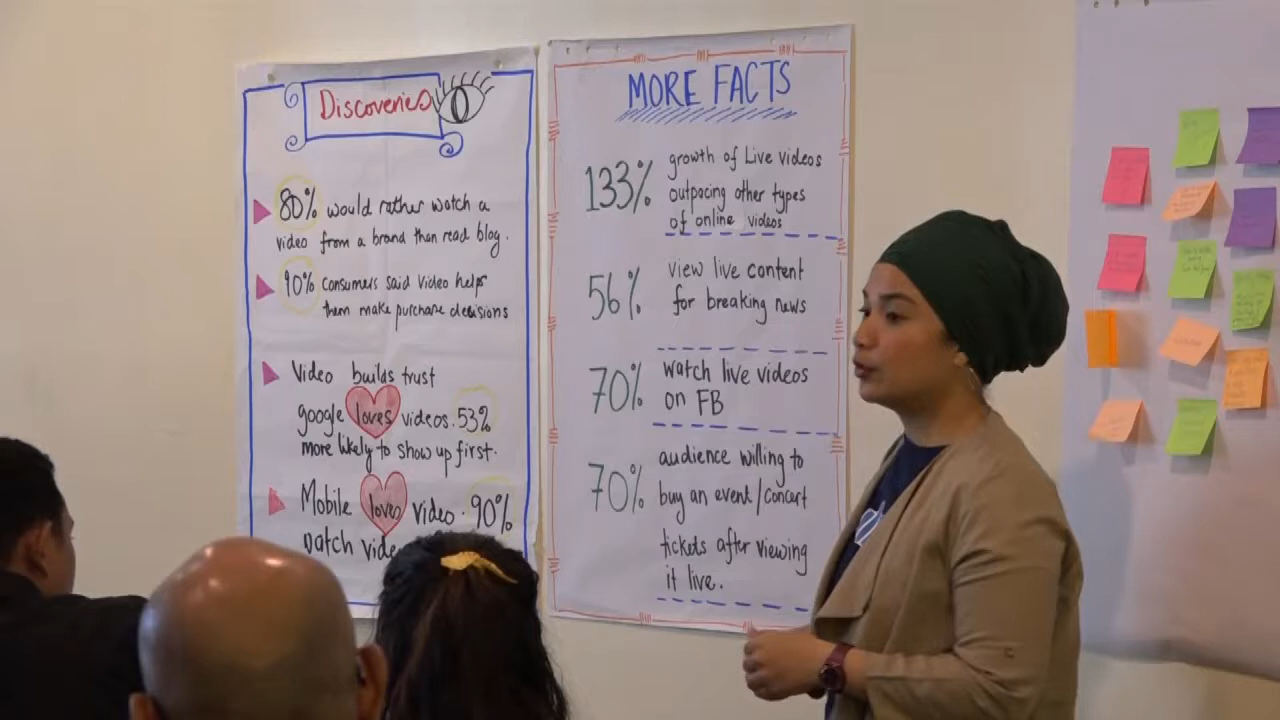 Discoveries
80% would rather watch a
video from a brand then read blog.
90% consumers said video helps
them make purchase decisions
Video builds trust
google loves videos. 53%
more likely to show up first.
Mobile loves video. 90%
watch
MORE FACTS
133% growth of Live videos
outpacing other types
of online videos
56% view live content
for breaking news
70% watch live videos
on FB
70% audience willing to
buy an event/concert
tickets after viewing
it live.